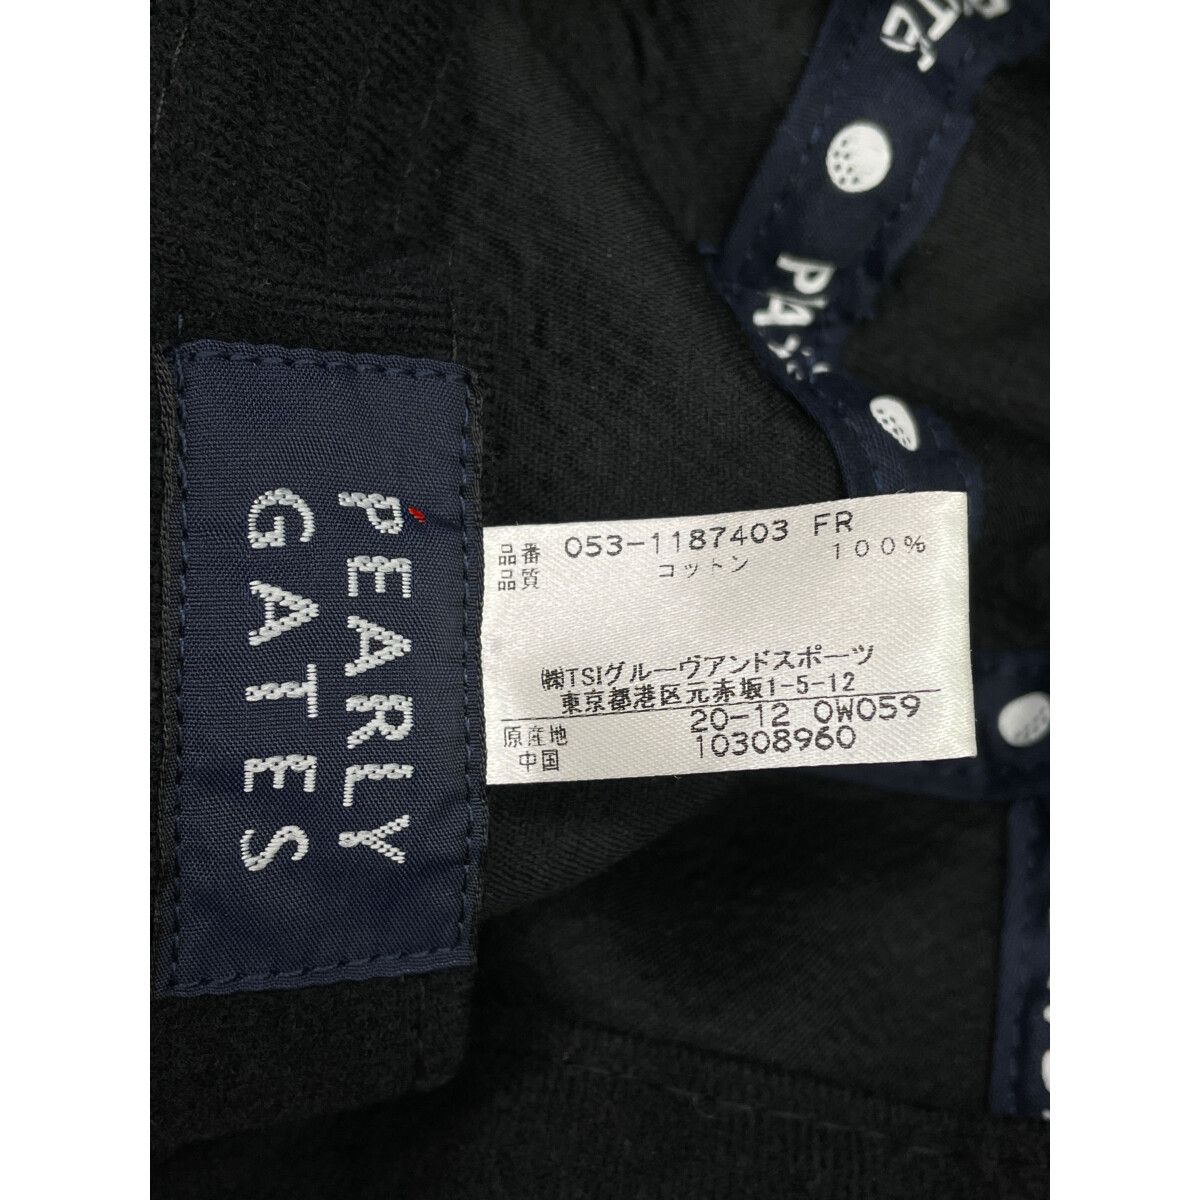 PEARLY
GATES
品番 053-1187403 FR
品質 コットン 100%
㈱TSIグルーヴアンドスポーツ
東京都港区元赤坂1-5-12
原産地 20-12 0W059
中国 10308960